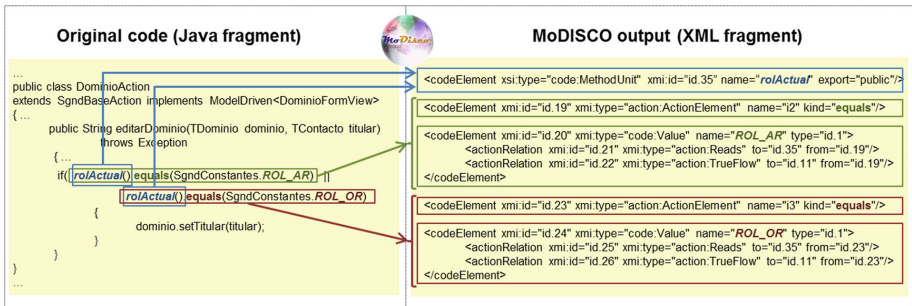 Original code (Java fragment)
MoDisco
MoDISCO output (XML fragment)
...
public class DominioAction
extends SgndBaseAction implements ModelDriven<DominioFormView>
{ ...
public String editarDominio(TDominio dominio, TContacto titular)
throws Exception
{ ...
if( rolActual().equals(SgndConstantes.ROL_AR) ||
rolActual().equals(SgndConstantes.ROL_OR)
{
dominio.setTitular(titular);
}
}
}
...
<codeElement xsi:type="code:MethodUnit" xmi:id="id.35" name="rolActual" export="public"/>
<codeElement xmi:id="id.19" xmi:type="action:ActionElement" name="i2" kind="equals"/>
<codeElement xmi:id="id.20" xmi:type="code:Value" name="ROL_AR" type="id.1">
<actionRelation xmi:id="id.21" xmi:type="action:Reads" to="id.35" from="id.19"/>
<actionRelation xmi:id="id.22" xmi:type="action:TrueFlow" to="id.11" from="id.19"/>
</codeElement>
<codeElement xmi:id="id.23" xmi:type="action:ActionElement" name="i3" kind="equals"/>
<codeElement xmi:id="id.24" xmi:type="code:Value" name="ROL_OR" type="id.1">
<actionRelation xmi:id="id.25" xmi:type="action:Reads" to="id.35" from="id.23"/>
<actionRelation xmi:id="id.26" xmi:type="action:TrueFlow" to="id.11" from="id.23"/>
</codeElement>